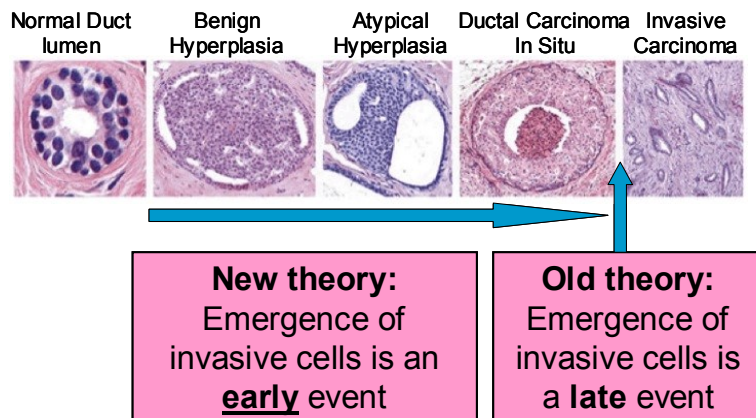 Normal Duct
lumen
Benign
Hyperplasia
Atypical
Hyperplasia
Ductal Carcinoma
In Situ
Invasive
Carcinoma
New theory:
Emergence of
invasive cells is an
early event
Old theory:
Emergence of
invasive cells is
a late event